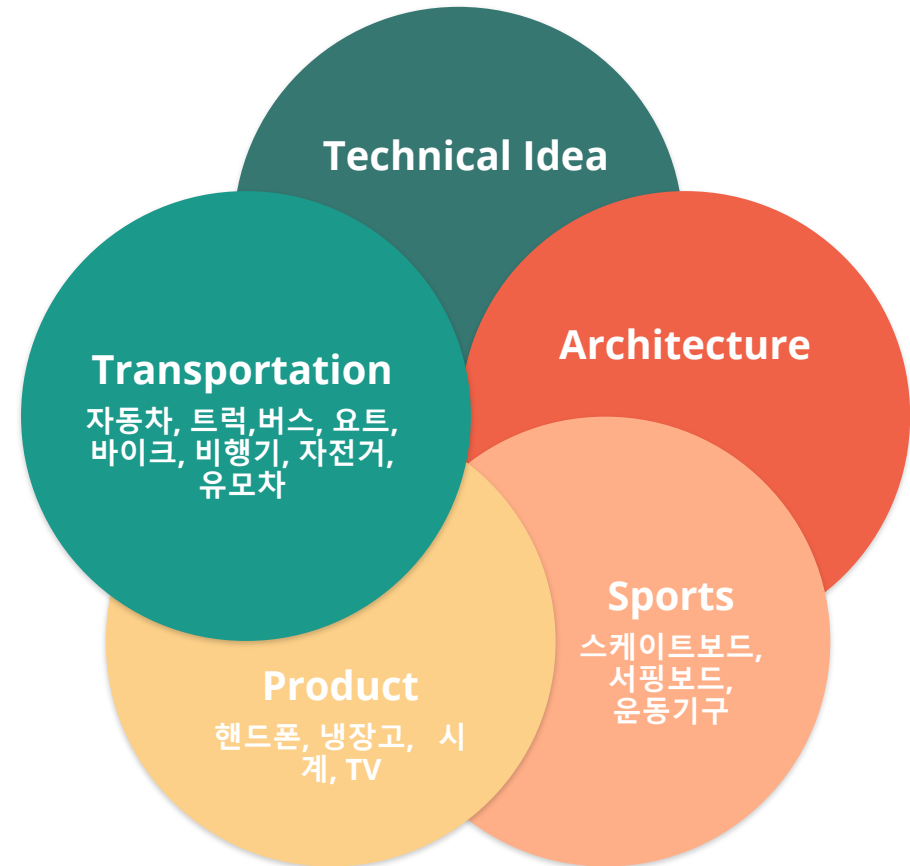 Technical Idea
Architecture
Transportation
자동차, 트럭,버스, 요트,
바이크, 비행기, 자전거,
유모차
Sports
스케이트보드,
서핑보드,
운동기구
Product
핸드폰, 냉장고, 시
계, TV